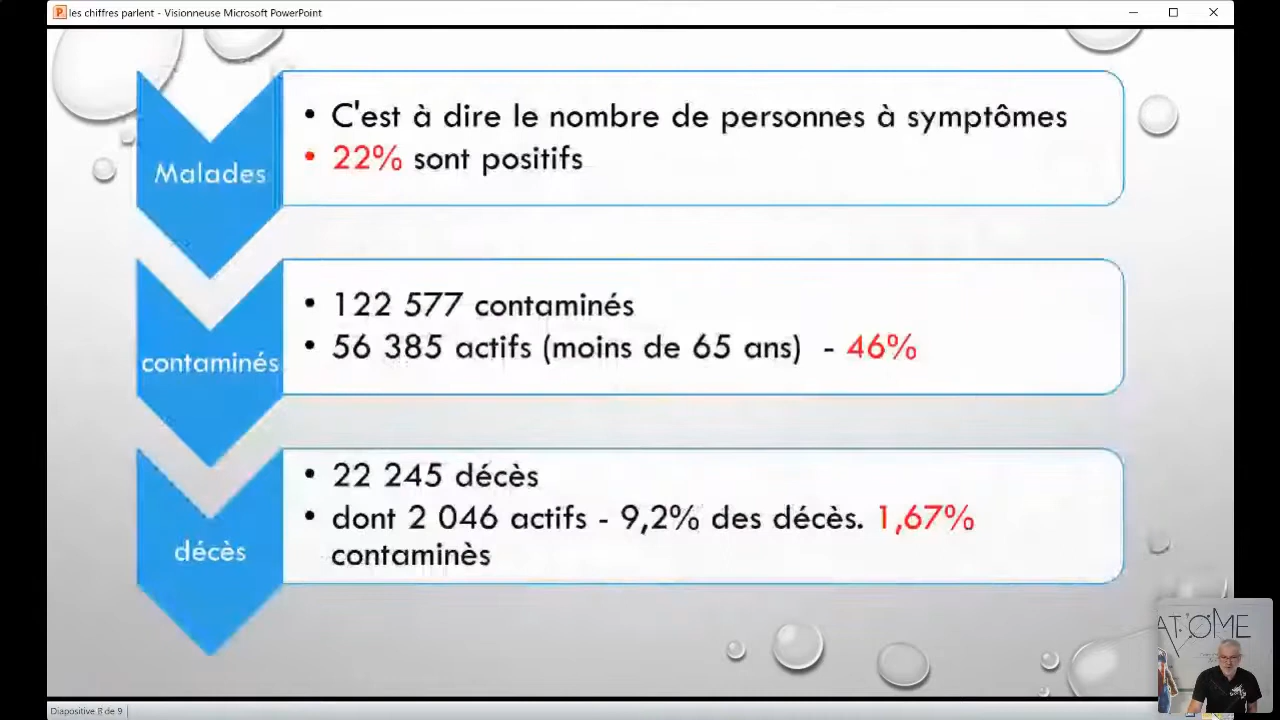 les chiffres parlent - Visionneuse Microsoft PowerPoint
Malades
• C'est à dire le nombre de personnes à symptômes
• 22% sont positifs
contaminés
• 122 577 contaminés
• 56 385 actifs (moins de 65 ans) - 46%
décès
• 22 245 décès
• dont 2 046 actifs - 9,2% des décès. 1,67%
contaminès
ATOME
Diapositive 8 de 9